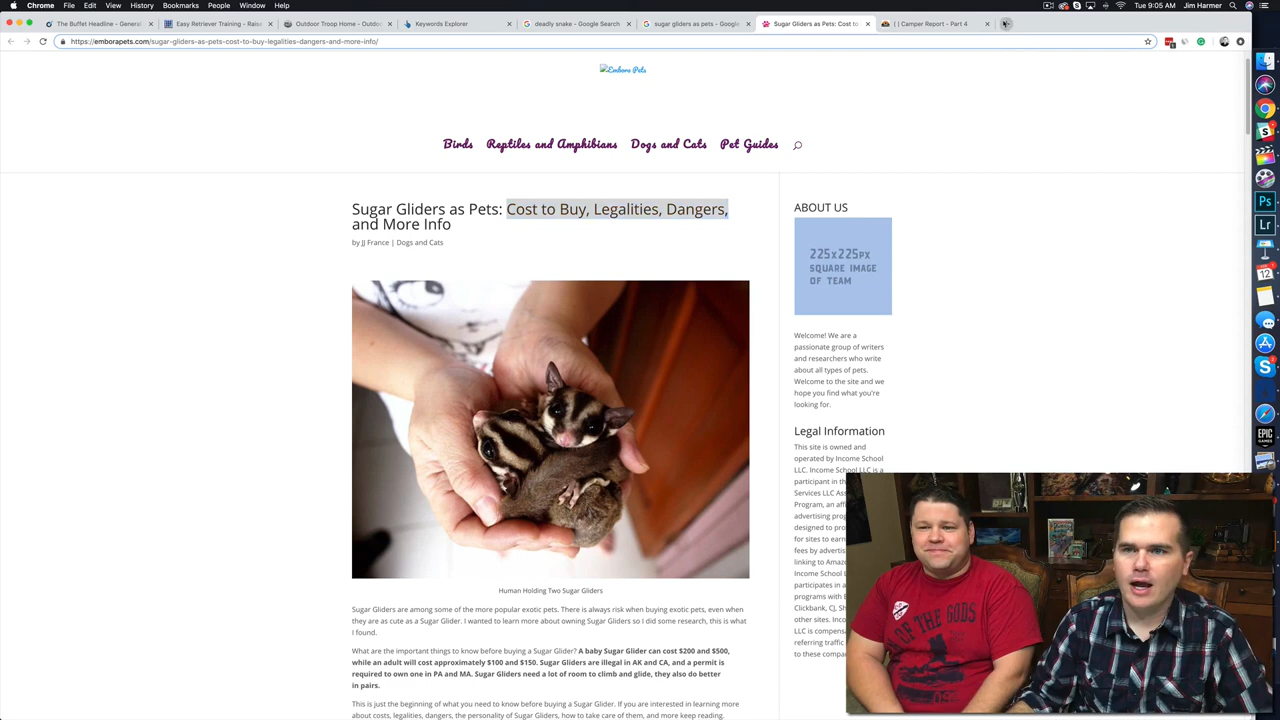 Chrome File Edit View History Bookmarks People Window Help
Tue 9:05 AM Jim Harmer
The Buffet Headline - General
Easy Retriever Training - Raise
Outdoor Troop Home - Outdo
Keywords Explorer
deadly snake - Google Search
sugar gliders as pets - Google
Sugar Gliders as Pets: Cost to
( ) Camper Report - Part 4
https://emborapets.com/sugar-gliders-as-pets-cost-to-buy-legalities-dangers-and-more-info/
Embora Pets
Birds Reptiles and Amphibians Dogs and Cats Pet Guides
Sugar Gliders as Pets: Cost to Buy, Legalities, Dangers,
and More Info
by JJ France | Dogs and Cats
Human Holding Two Sugar Gliders
Sugar Gliders are among some of the more popular exotic pets. There is always risk when buying exotic pets, even when
they are as cute as a Sugar Glider. I wanted to learn more about owning Sugar Gliders so I did some research, this is what
I found.
What are the important things to know before buying a Sugar Glider? A baby Sugar Glider can cost $200 and $500,
while an adult will cost approximately $100 and $150. Sugar Gliders are illegal in AK and CA, and a permit is
required to own one in PA and MA. Sugar Gliders need a lot of room to climb and glide, they also do better
in pairs.
This is just the beginning of what you need to know before buying a Sugar Glider. If you are interested in learning more
about costs, legalities, dangers, the personality of Sugar Gliders, how to take care of them, and more keep reading.
ABOUT US
225x225px
SQUARE IMAGE
OF TEAM
Welcome! We are a
passionate group of writers
and researchers who write
about all types of pets.
Welcome to the site and we
hope you find what you're
looking for.
Legal Information
This site is owned and
operated by Income School
LLC. Income School LLC is a
participant in th
Services LLC Ass
Program, an affi
advertising prog
designed to pro
for sites to earn
fees by advertis
linking to Amazo
Income School
participates in a
programs with E
Clickbank, CJ, Sh
other sites. Inco
LLC is compensa
referring traffic
to these compa
OF THE GODS
Ps
Lr
12
EPIC
GAMES